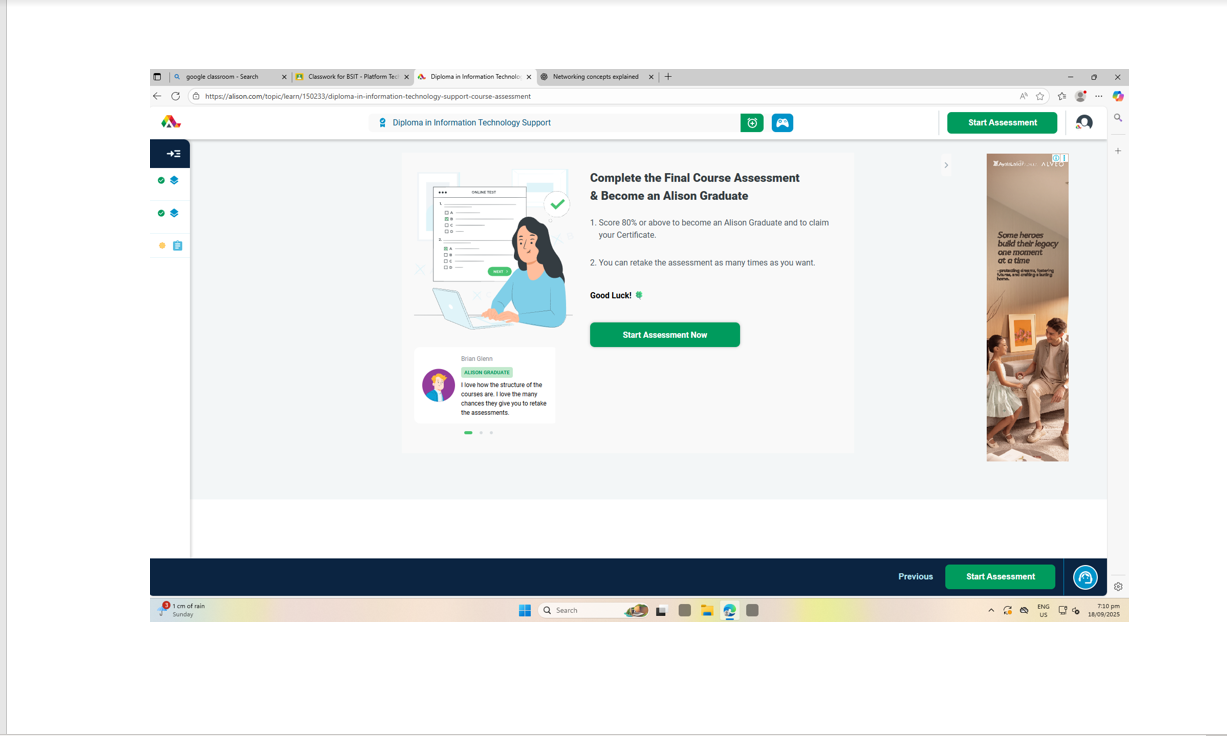 google classroom - Search
Classwork for BSIT - Platform Tec
Diploma in Information Technolo
Networking concepts explained
https://alison.com/topic/learn/150233/diploma-in-information-technology-support-course-assessment
Diploma in Information Technology Support
Start Assessment
ONLINE TEST
1.
A
B
C
D
2.
A
B
C
D
NEXT
Complete the Final Course Assessment
& Become an Alison Graduate
1. Score 80% or above to become an Alison Graduate and to claim
your Certificate.
2. You can retake the assessment as many times as you want.
Good Luck!
Start Assessment Now
Brian Glenn
ALISON GRADUATE
I love how the structure of the
courses are. I love the many
chances they give you to retake
the assessments.
Some heroes
build their legacy
one moment
at a time
Previous
Start Assessment
3
1 cm of rain
Sunday
Search
ENG
US
7:10 pm
18/09/2025